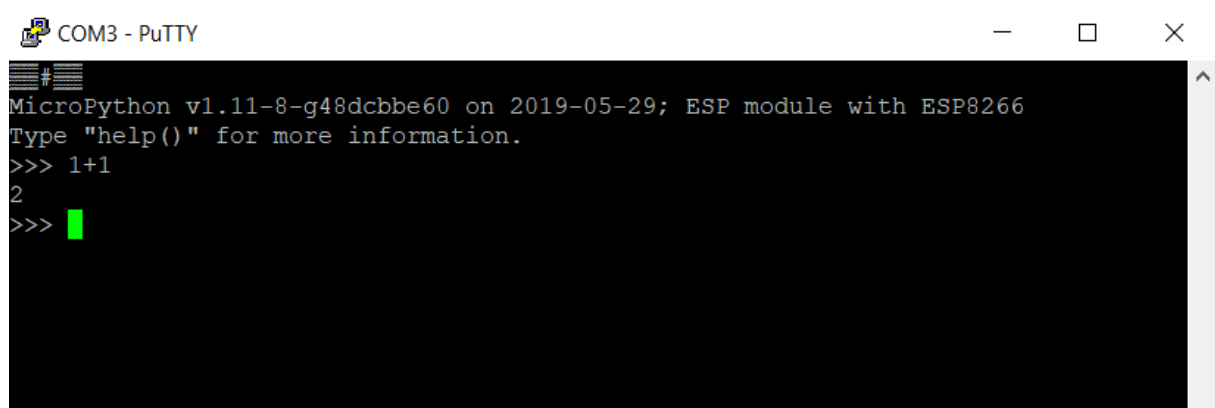 COM3 - PuTTY
▒▒▒#▒▒▒
MicroPython v1.11-8-g48dcbbe60 on 2019-05-29; ESP module with ESP8266
Type "help()" for more information.
>>> 1+1
2
>>>